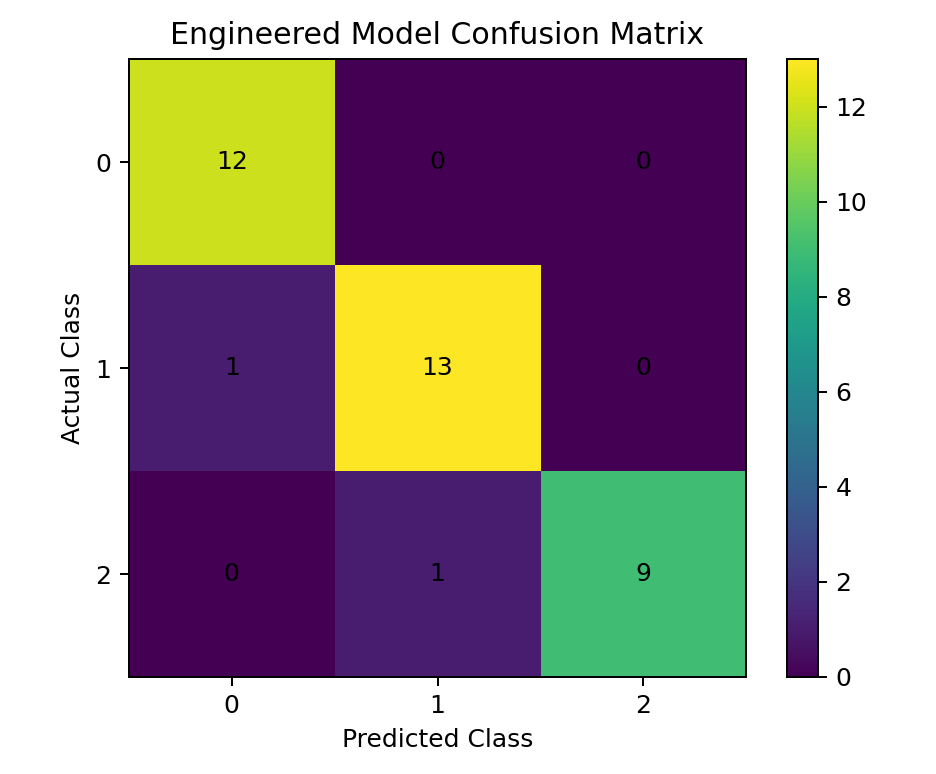 Engineered Model Confusion Matrix
12
0 12 0 0
10
8
1 1 13 0
6
4
2 0 1 9
2
0
0 1 2
Predicted Class
Actual Class